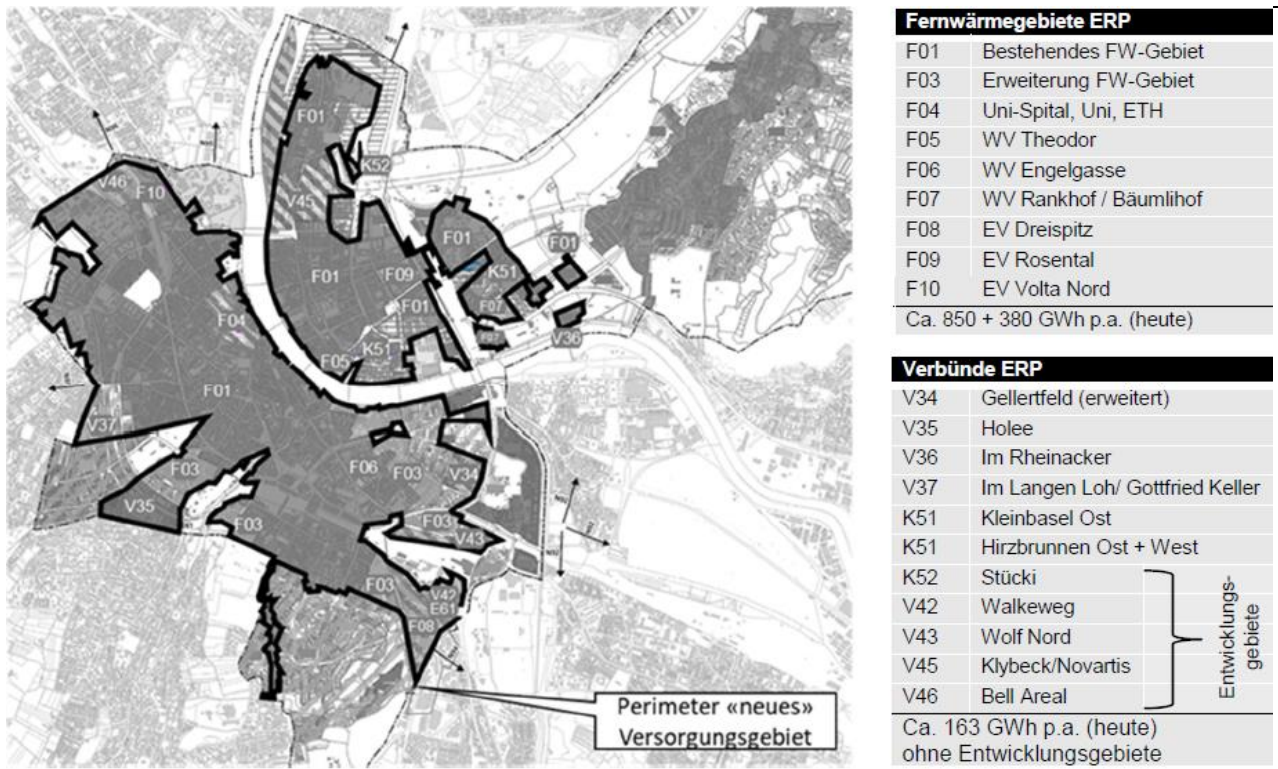 F01
K52
V46
F10
V45
F01
F01
K51
F01
F09
F07
F01
F04
V36
F05
K51
F01
V37
F03
F06
F03
V34
V35
F03
F03
V43
F03
V42
E61
F08
Perimeter «neues»
Versorgungsgebiet
Fernwärmegebiete ERP
F01 Bestehendes FW-Gebiet
F03 Erweiterung FW-Gebiet
F04 Uni-Spital, Uni, ETH
F05 WV Theodor
F06 WV Engelgasse
F07 WV Rankhof / Bäumlihof
F08 EV Dreispitz
F09 EV Rosental
F10 EV Volta Nord
Ca. 850 + 380 GWh p.a. (heute)
Verbünde ERP
V34 Gellertfeld (erweitert)
V35 Holee
V36 Im Rheinacker
V37 Im Langen Loh/ Gottfried Keller
K51 Kleinbasel Ost
K51 Hirzbrunnen Ost + West
K52 Stücki
V42 Walkeweg
V43 Wolf Nord
V45 Klybeck/Novartis
V46 Bell Areal
Entwicklungs-
gebiete
Ca. 163 GWh p.a. (heute)
ohne Entwicklungsgebiete